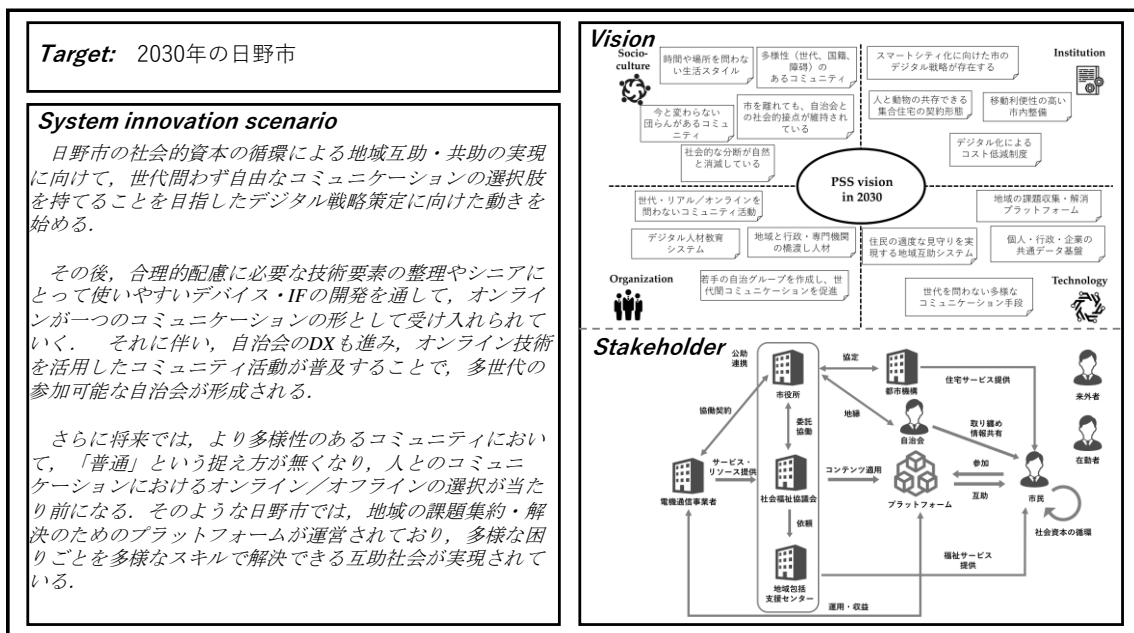 Target: 2030年の日野市
System innovation scenario
日野市の社会的資本の循環による地域互助・共助の実現
に向けて，世代問わず自由なコミュニケーションの選択肢
を持てることを目指したデジタル戦略策定に向けた動きを
始める．
その後，合理的配慮に必要な技術要素の整理やシニアに
とって使いやすいデバイス・IFの開発を通して，オンライ
ンが一つのコミュニケーションの形として受け入れられて
いく． それに伴い，自治会のDXも進み，オンライン技術
を活用したコミュニティ活動が普及することで，多世代の
参加可能な自治会が形成される．
さらに将来では，より多様性のあるコミュニティにおい
て，「普通」という捉え方が無くなり，人とのコミュニ
ケーションにおけるオンライン／オフラインの選択が当た
り前になる．そのような日野市では，地域の課題集約・解
決のためのプラットフォームが運営されており，多様な困
りごとを多様なスキルで解決できる互助社会が実現されて
いる．
Vision
Socio-
culture
時間や場所を問わな
い生活スタイル
多様性（世代、国籍、
障碍）の
あるコミュニティ
今と変わらない
団らんがあるコミュ
ニティ
市を離れても、自治会と
の社会的接点が維持され
ている
社会的な分断が自然
と消滅している
Institution
スマートシティ化に向けた市の
デジタル戦略が存在する
人と動物の共存できる
集合住宅の契約形態
移動利便性の高い
市内整備
デジタル化による
コスト低減制度
PSS vision
in 2030
世代・リアル／オンラインを
問わないコミュニティ活動
デジタル人材教育
システム
地域と行政・専門機関
の橋渡し人材
若手の自治グループを作成し、世
代間コミュニケーションを促進
Organization
地域の課題収集・解消
プラットフォーム
住民の適度な見守りを実
現する地域互助システム
個人・行政・企業の
共通データ基盤
世代を問わない多様な
コミュニケーション手段
Technology
Stakeholder
公助
連携
市役所
協定
都市機構
住宅サービス提供
来外者
協働契約
委託
協働
地縁
自治会
取り纏め
情報共有
在勤者
電機通信事業者
サービス・
リソース提供
社会福祉協議会
コンテンツ適用
プラットフォーム
参加
互助
市民
社会資本の循環
依頼
地域包括
支援センター
福祉サービス
提供
運用・収益